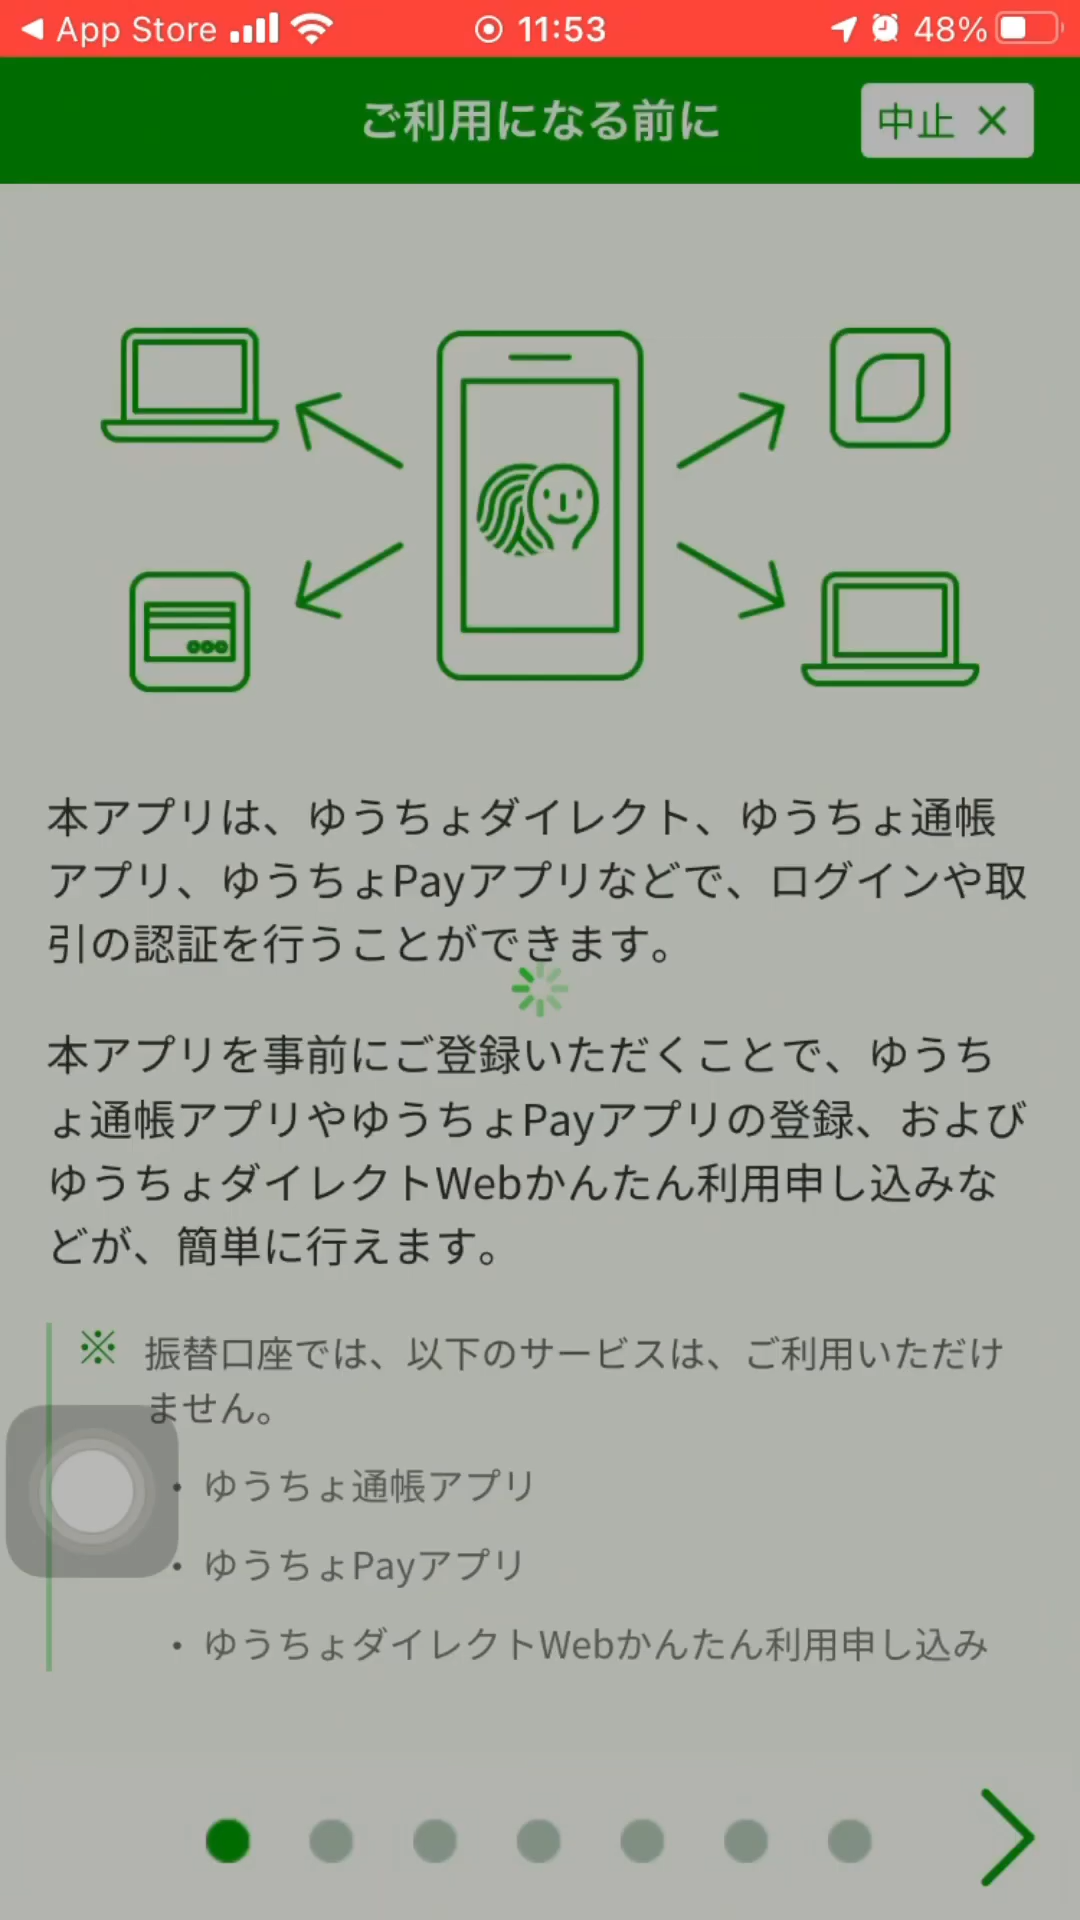 App Store 11:53 48%
ご利用になる前に
中止 ×
本アプリは、ゆうちょダイレクト、ゆうちょ通帳
アプリ、ゆうちょPayアプリなどで、ログインや取
引の認証を行うことができます。
本アプリを事前にご登録いただくことで、ゆうち
ょ通帳アプリやゆうちょPayアプリの登録、および
ゆうちょダイレクトWebかんたん利用申し込みな
どが、簡単に行えます。
※ 振替口座では、以下のサービスは、ご利用いただけ
ません。
・ゆうちょ通帳アプリ
・ゆうちょPayアプリ
・ゆうちょダイレクトWebかんたん利用申し込み